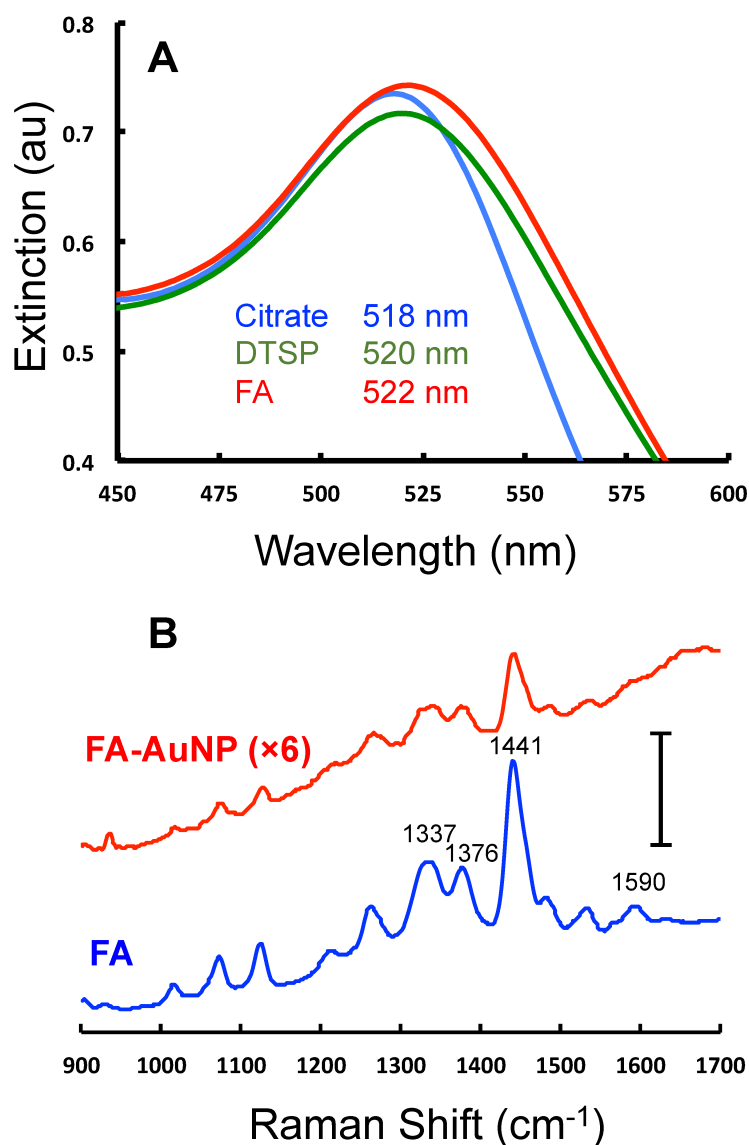 A
Extinction (au)
0.8
0.7
0.6
0.5
0.4
Citrate 518 nm
DTSP 520 nm
FA 522 nm
450 475 500 525 550 575 600
Wavelength (nm)
B
FA-AuNP (×6)
1441
1337
1376
1590
FA
900 1000 1100 1200 1300 1400 1500 1600 1700
Raman Shift (cm⁻¹)